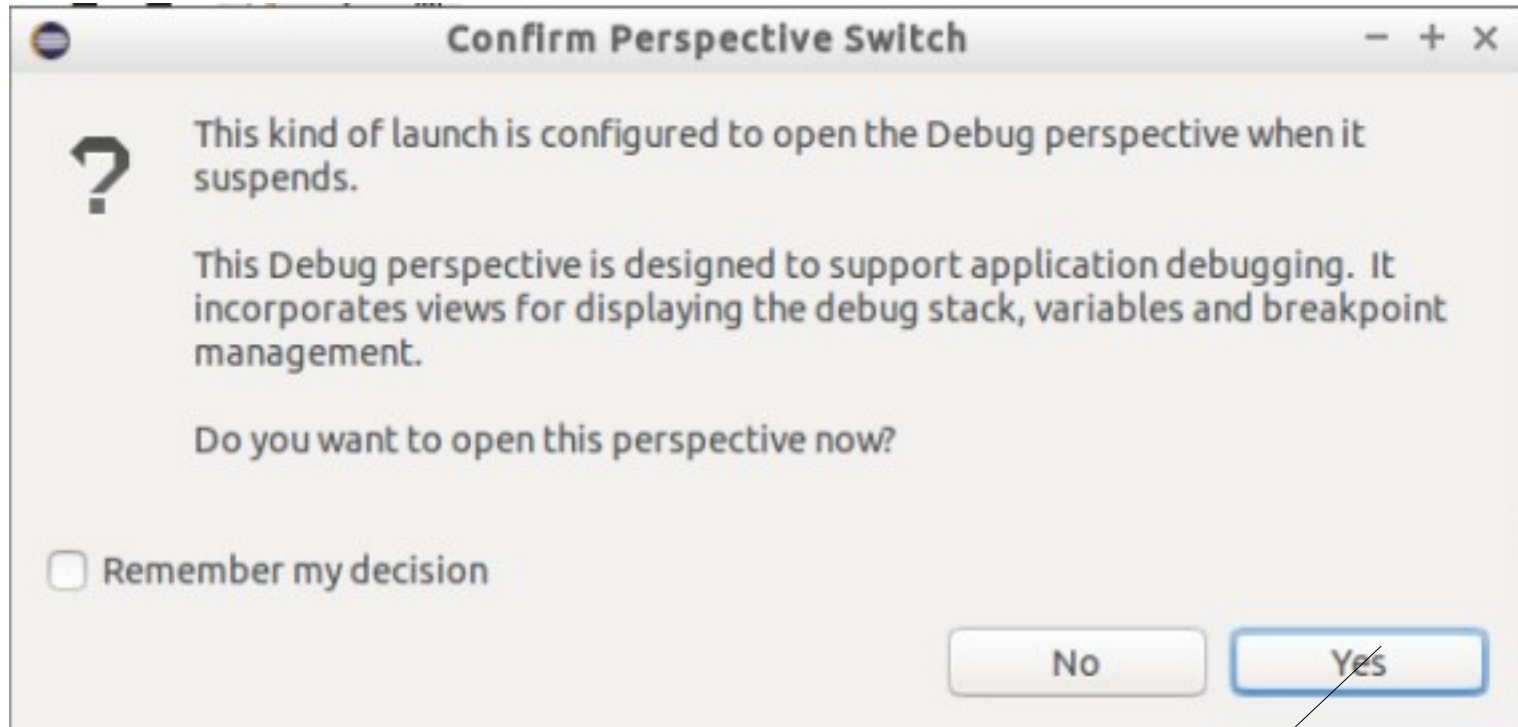 Confirm Perspective Switch
This kind of launch is configured to open the Debug perspective when it
suspends.
This Debug perspective is designed to support application debugging. It
incorporates views for displaying the debug stack, variables and breakpoint
management.
Do you want to open this perspective now?
Remember my decision
No
Yes